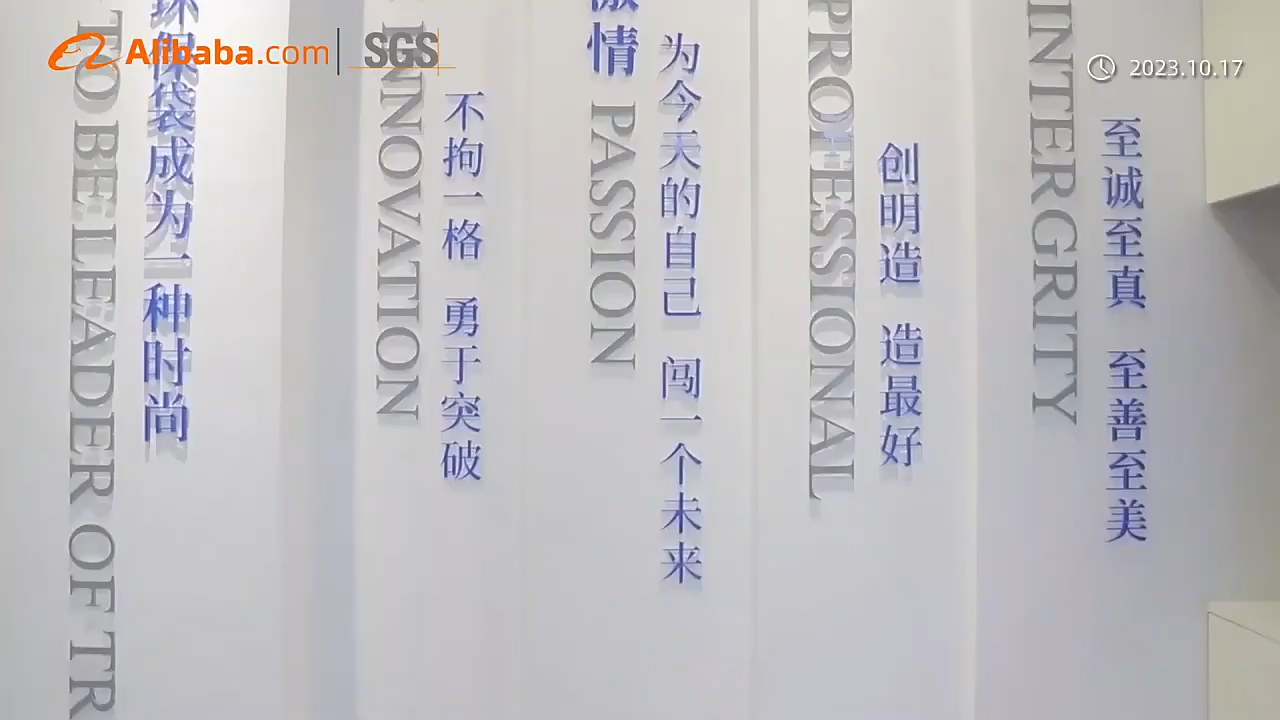 Alibaba.com
SGS
2023.10.17
TO BE LEADER OF TR
环保袋成为一种时尚
INNOVATION
不拘一格 勇于突破
激情
PASSION
为今天的自己 闯一个未来
PROFESSIONAL
创明造 造最好
INTERGRITY
至诚至真 至善至美